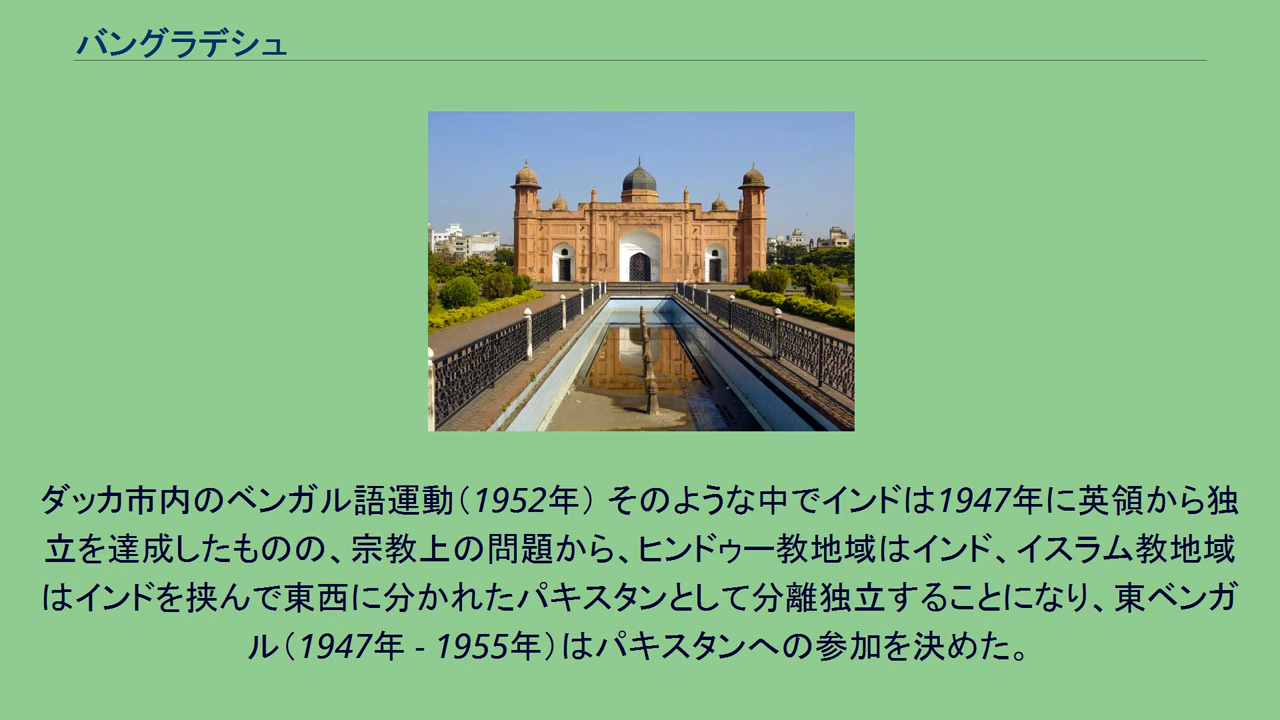 バングラデシュ
ダッカ市内のベンガル語運動（1952年） そのような中でインドは1947年に英領から独
立を達成したものの、宗教上の問題から、ヒンドゥー教地域はインド、イスラム教地域
はインドを挟んで東西に分かれたパキスタンとして分離独立することになり、東ベンガ
ル（1947年 - 1955年）はパキスタンへの参加を決めた。